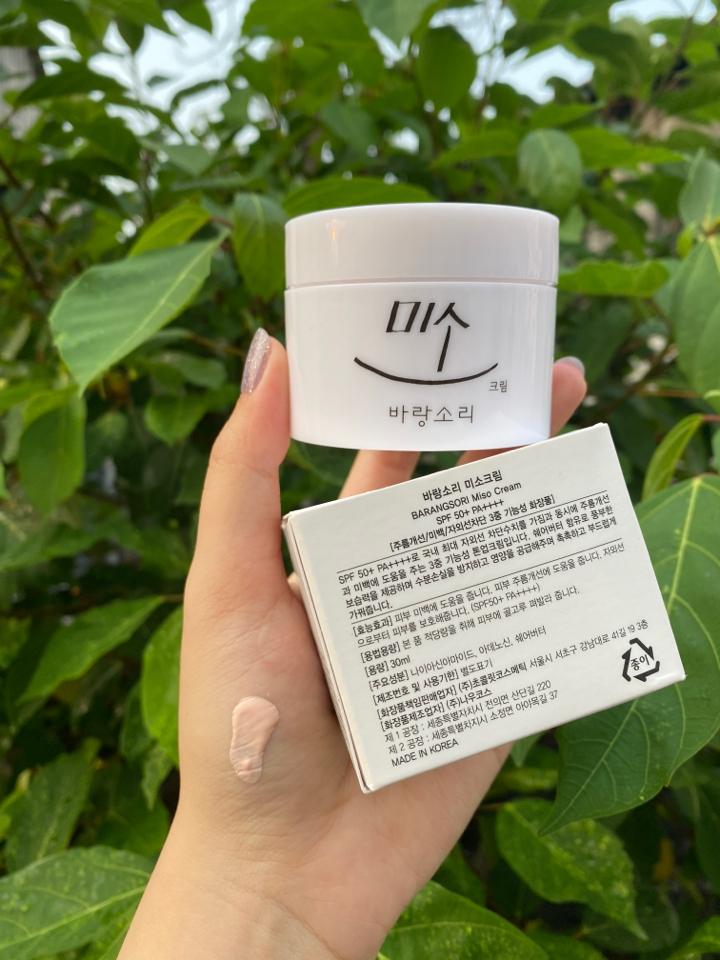 미소
크림
바랑소리
바랑소리 미소크림
BARANGSORI Miso Cream
SPF 50+ PA++++
[주름개선/미백/자외선차단 3중 기능성 화장품]
SPF 50+ PA++++로 국내 최대 자외선 차단수치를 가짐과 동시에 주름개선
과 미백에 도움을 주는 3중 기능성 톤업크림입니다. 쉐어버터 함유로 풍부한
보습력을 제공하며 수분손실을 방지하고 영양을 공급해주며 촉촉하고 부드럽게
가꿔줍니다.
[효능효과] 피부 미백에 도움을 준다. 피부 주름개선에 도움을 준다. 자외선
으로부터 피부를 보호해준다. (SPF50+ PA++++)
[용법용량] 본 품 적당량을 취해 피부에 골고루 펴발라 줍니다.
[용량] 30ml
[주요성분] 나이아신아마이드, 아데노신, 쉐어버터
[제조번호 및 사용기한] 별도표기
[화장품책임판매업자] (주)초콜릿코스메틱 서울시 서초구 강남대로 41길 19 3층
[화장품제조업자] (주)나우코스
제 1 공장 : 세종특별자치시 전의면 산단길 220
제 2 공장 : 세종특별자치시 소정면 아야목길 37
MADE IN KOREA
종이